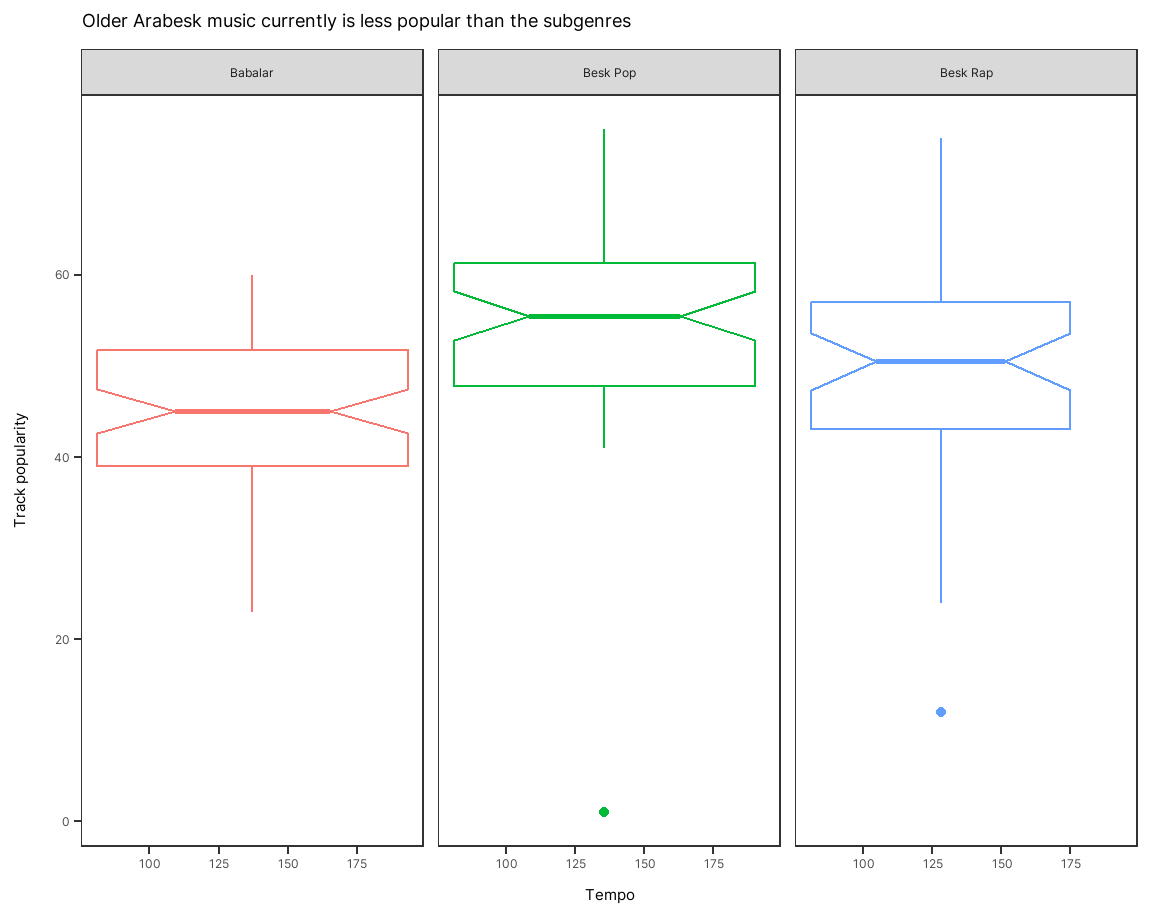 Older Arabesk music currently is less popular than the subgenres
Babalar
Besk Pop
Besk Rap
Track popularity
60
40
20
0
100 125 150 175
100 125 150 175
100 125 150 175
Tempo